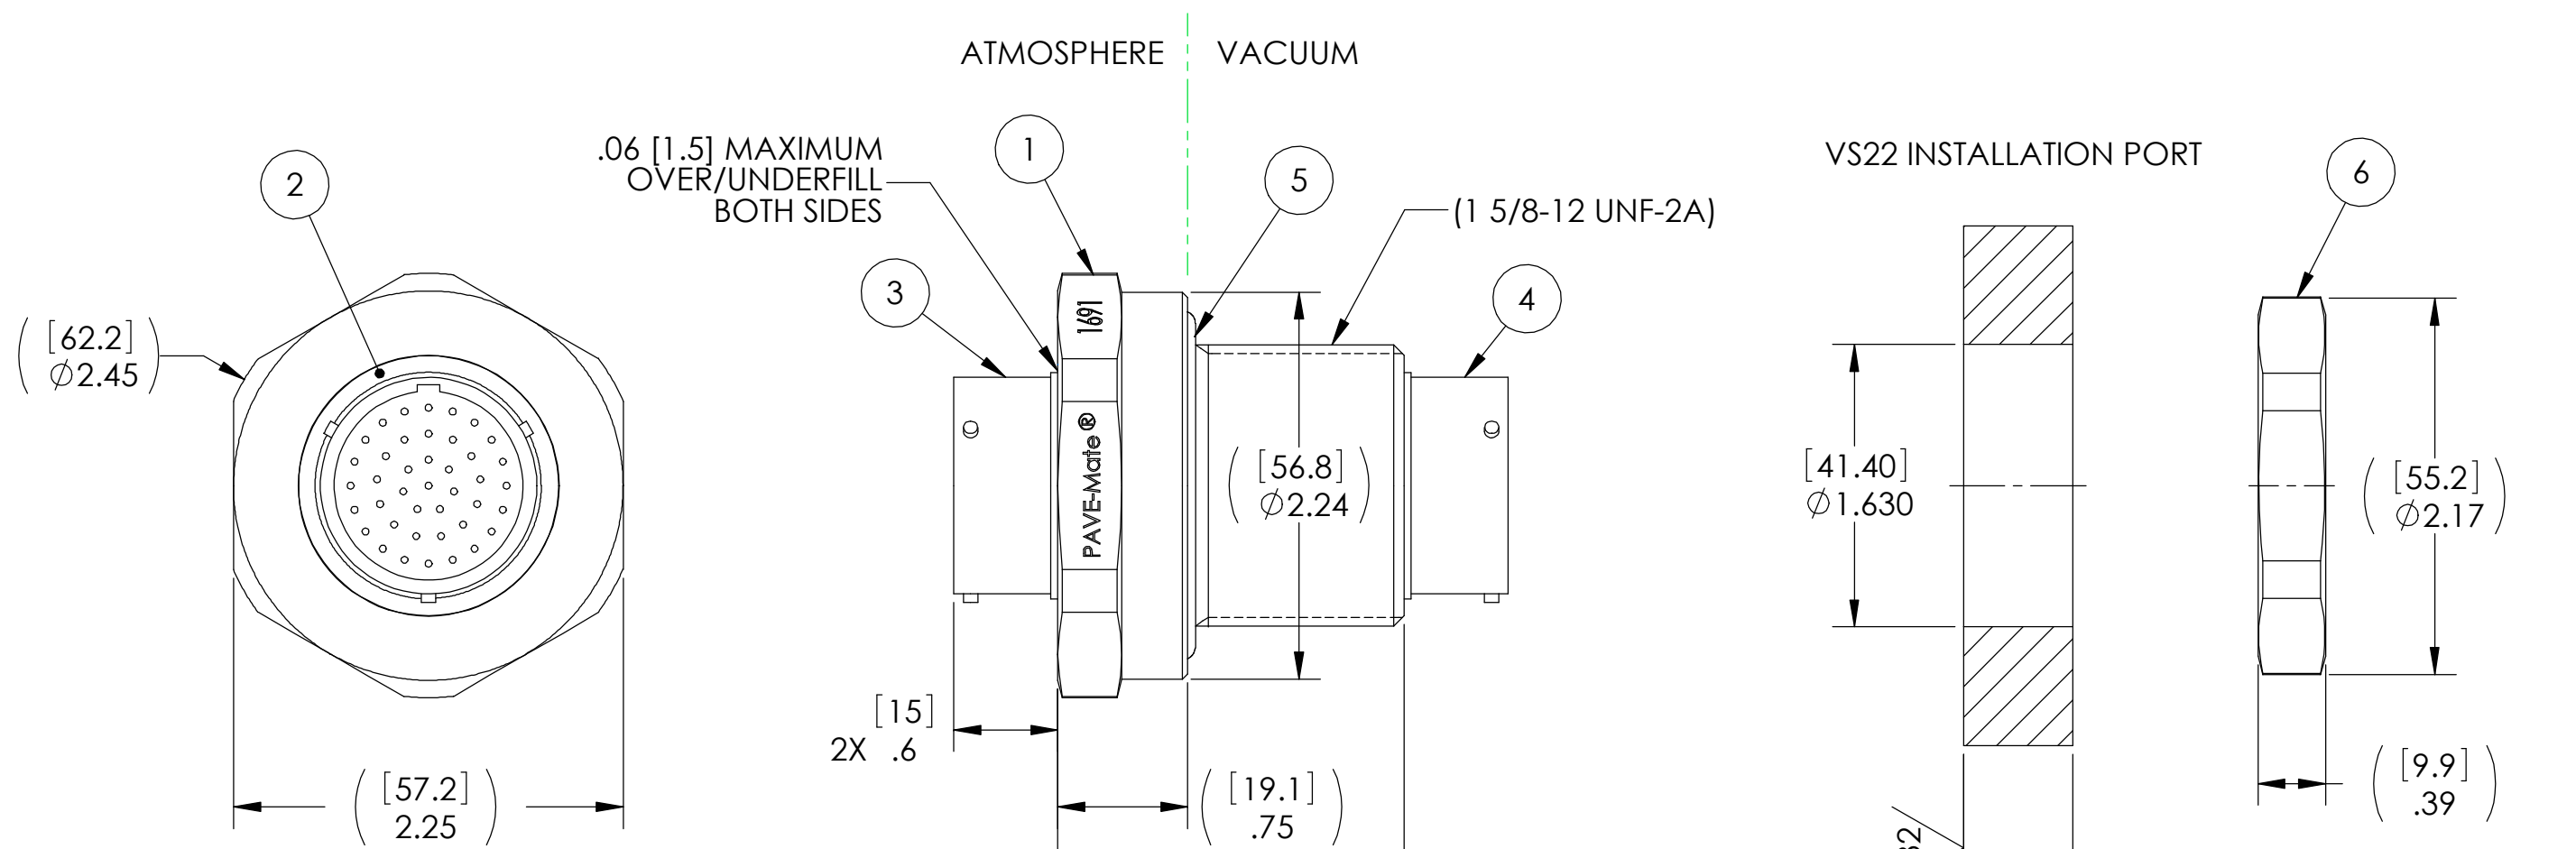 ATMOSPHERE
VACUUM
.06 [1.5] MAXIMUM
OVER/UNDERFILL
BOTH SIDES
1
2
3
4
5
6
VS22 INSTALLATION PORT
(1 5/8-12 UNF-2A)
([62.2]
⌀2.45)
1691
PAVE-Mate®
([56.8]
⌀2.24)
[41.40]
⌀1.630
([55.2]
⌀2.17)
[15]
2X .6
([57.2]
2.25)
([19.1]
.75)
([9.9]
.39)